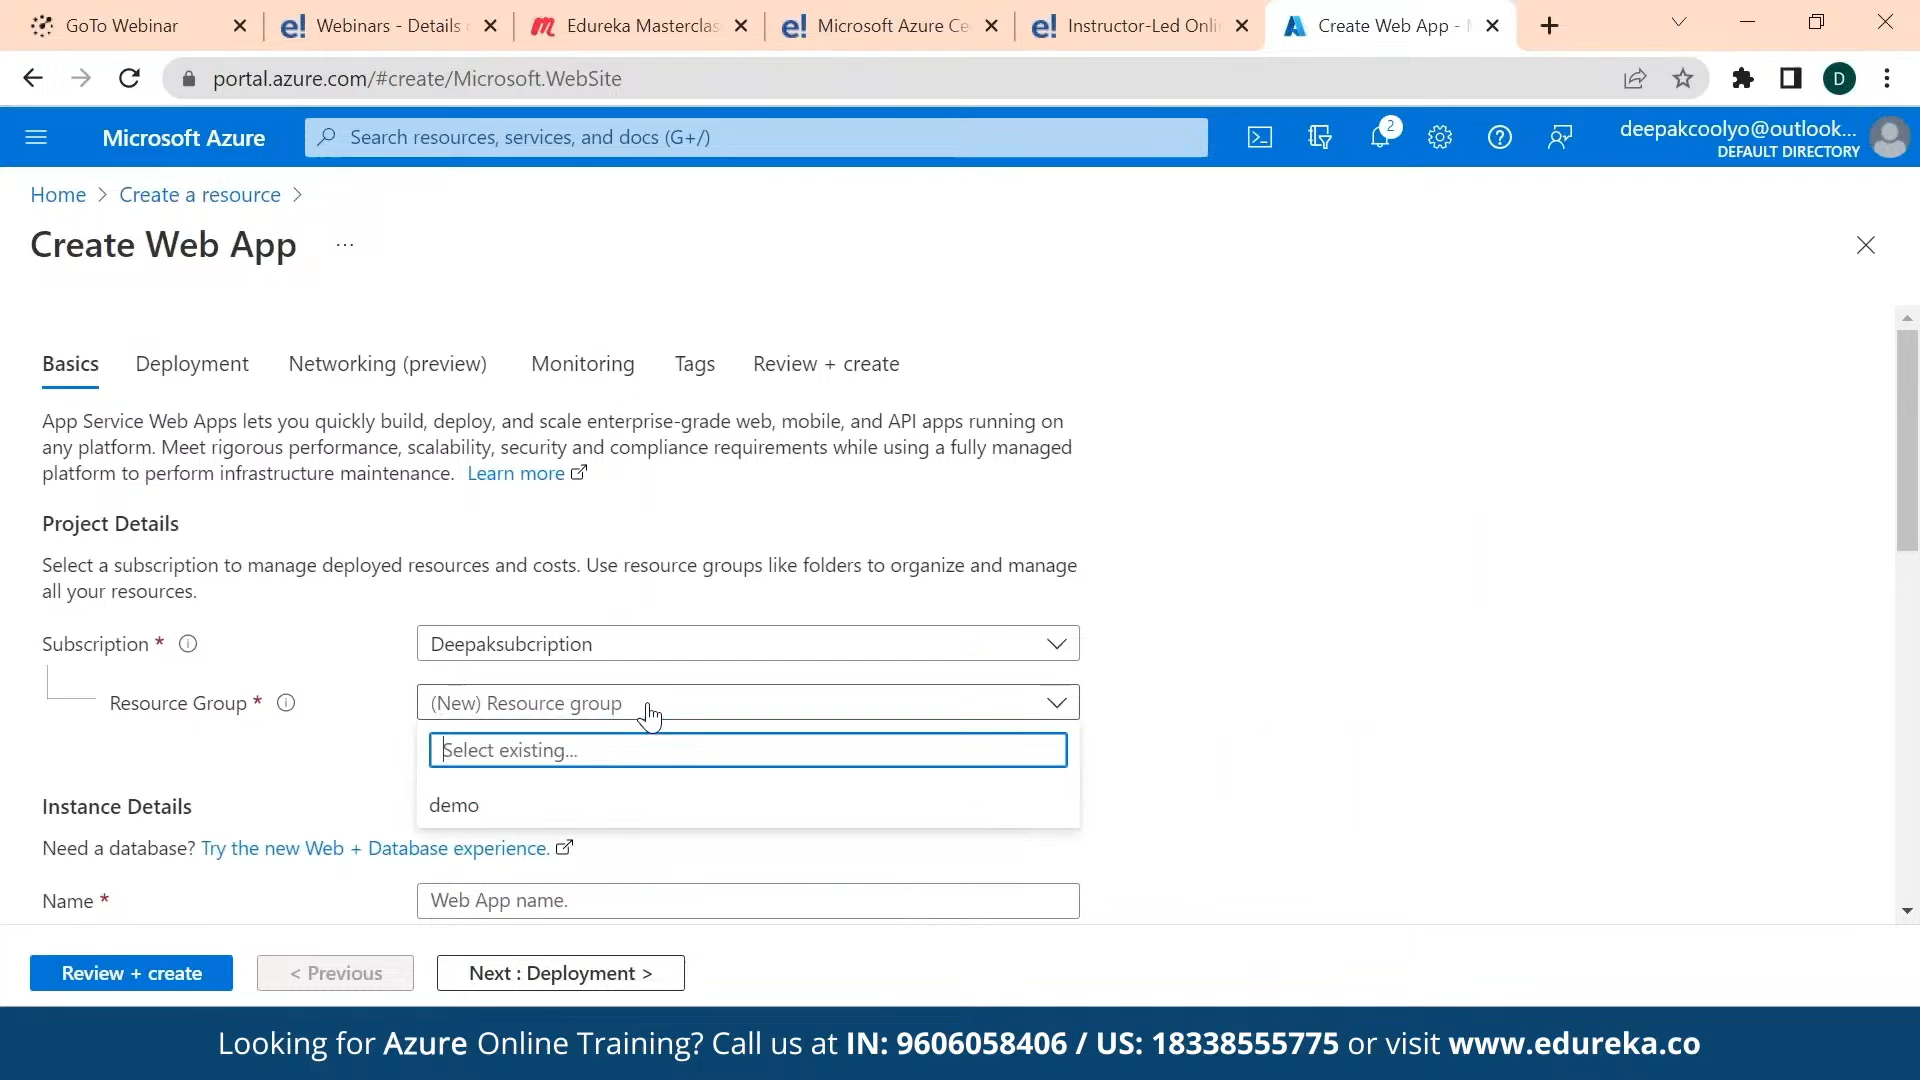 GoTo Webinar
e! Webinars - Details
Edureka Masterclas
e! Microsoft Azure Ce
e! Instructor-Led Onli
Create Web App -
portal.azure.com/#create/Microsoft.WebSite
D
Microsoft Azure
Search resources, services, and docs (G+/)
2
deepakcoolyo@outlook...
DEFAULT DIRECTORY
Home > Create a resource >
Create Web App ...
Basics Deployment Networking (preview) Monitoring Tags Review + create
App Service Web Apps lets you quickly build, deploy, and scale enterprise-grade web, mobile, and API apps running on
any platform. Meet rigorous performance, scalability, security and compliance requirements while using a fully managed
platform to perform infrastructure maintenance. Learn more
Project Details
Select a subscription to manage deployed resources and costs. Use resource groups like folders to organize and manage
all your resources.
Subscription * Deepaksubcription
Resource Group * (New) Resource group
Select existing...
demo
Instance Details
Need a database? Try the new Web + Database experience.
Name * Web App name.
Review + create < Previous Next : Deployment >
Looking for Azure Online Training? Call us at IN: 9606058406 / US: 18338555775 or visit www.edureka.co